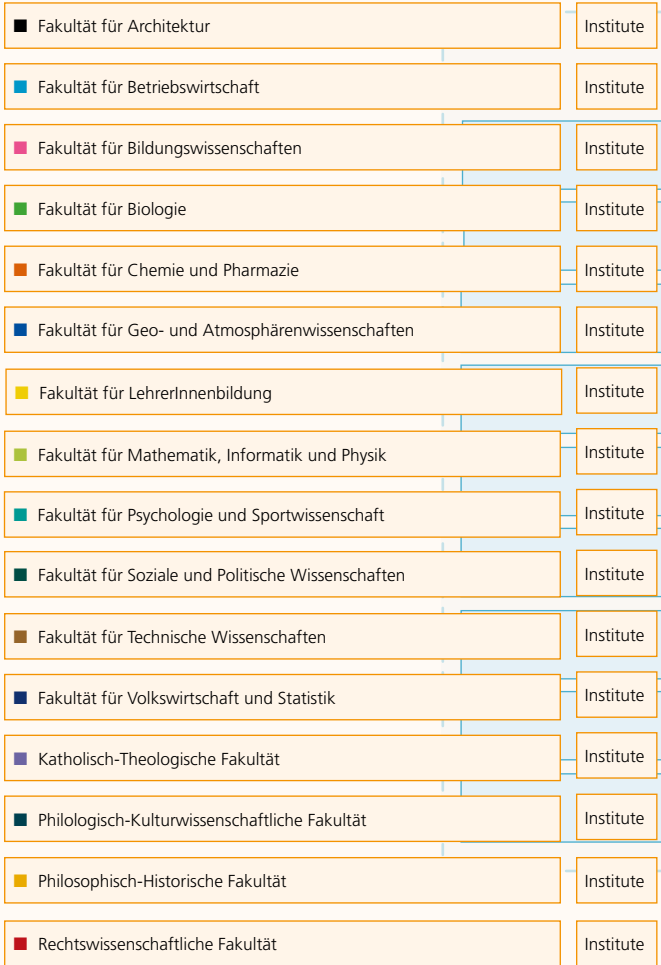 Fakultät für Architektur Institute
Fakultät für Betriebswirtschaft Institute
Fakultät für Bildungswissenschaften Institute
Fakultät für Biologie Institute
Fakultät für Chemie und Pharmazie Institute
Fakultät für Geo- und Atmosphärenwissenschaften Institute
Fakultät für LehrerInnenbildung Institute
Fakultät für Mathematik, Informatik und Physik Institute
Fakultät für Psychologie und Sportwissenschaft Institute
Fakultät für Soziale und Politische Wissenschaften Institute
Fakultät für Technische Wissenschaften Institute
Fakultät für Volkswirtschaft und Statistik Institute
Katholisch-Theologische Fakultät Institute
Philologisch-Kulturwissenschaftliche Fakultät Institute
Philosophisch-Historische Fakultät Institute
Rechtswissenschaftliche Fakultät Institute